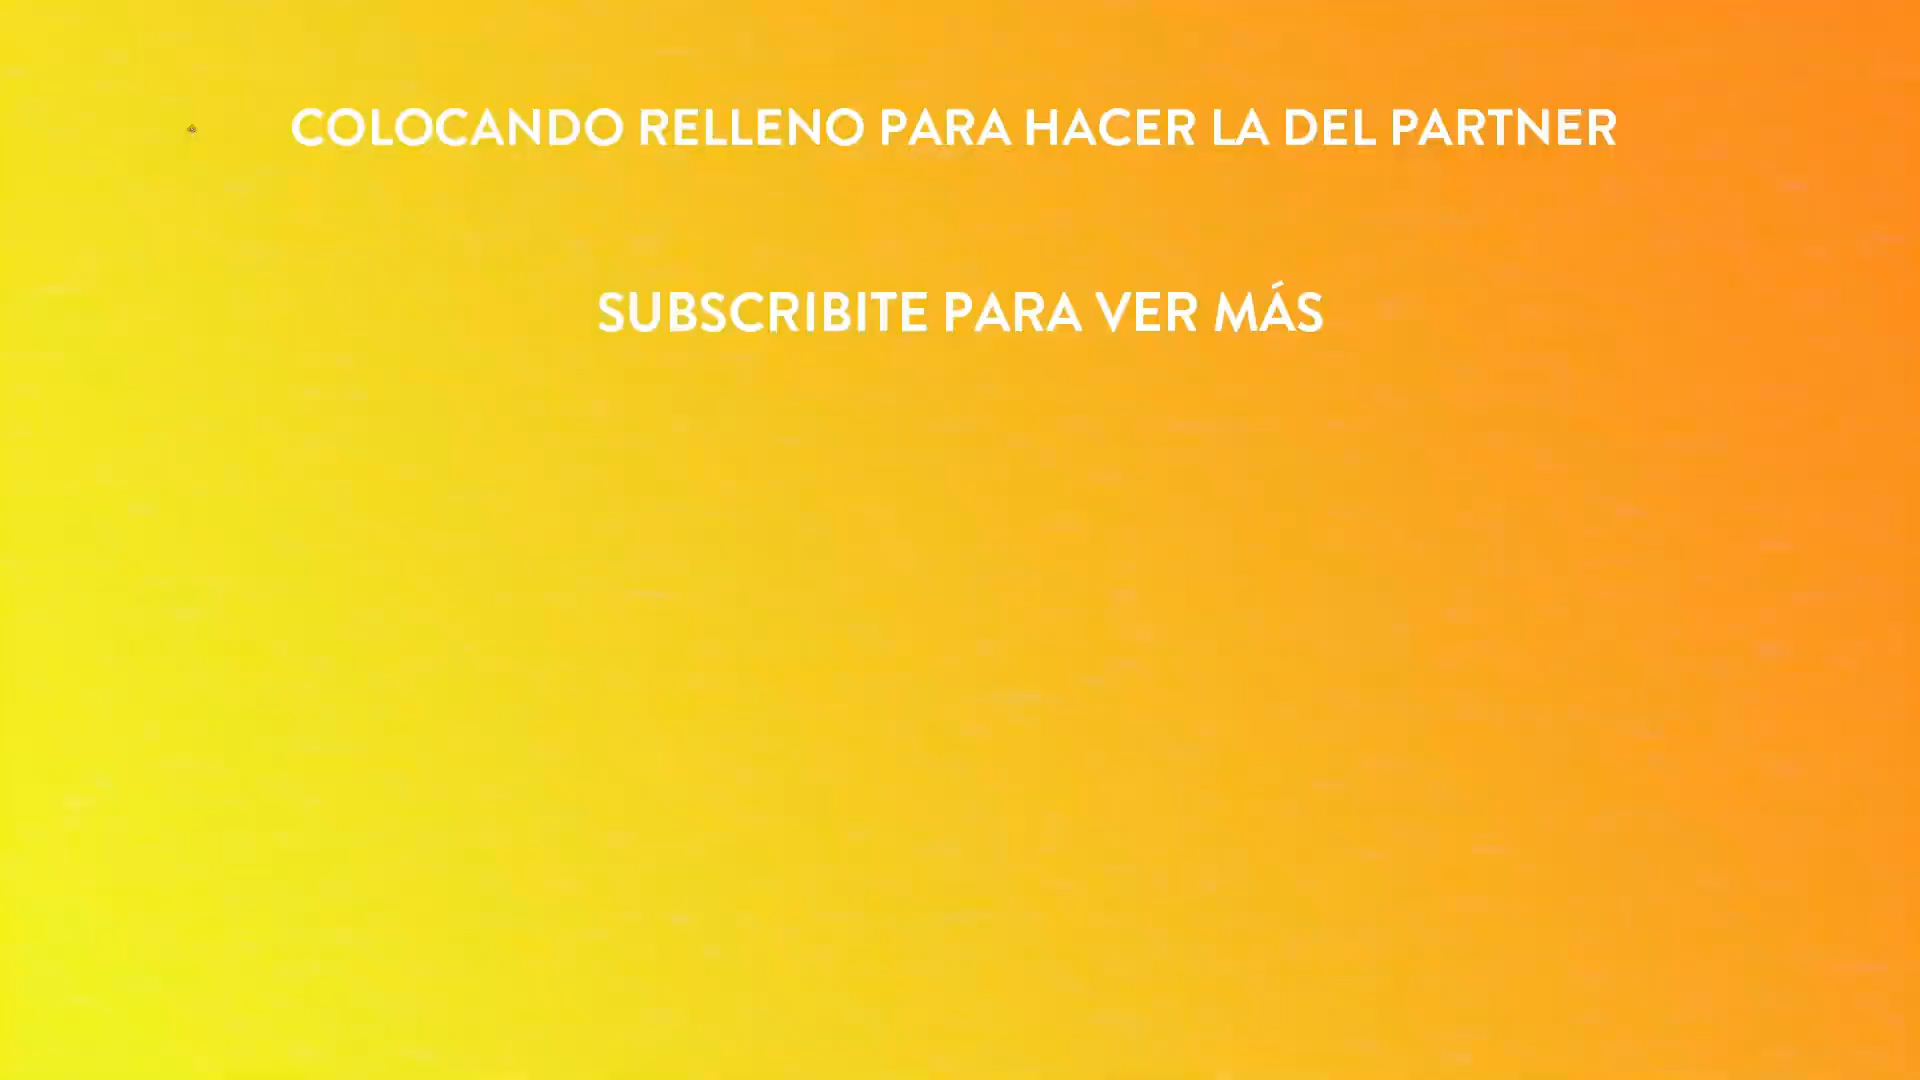 COLOCANDO RELLENO PARA HACER LA DEL PARTNER
SUBSCRIBITE PARA VER MÁS